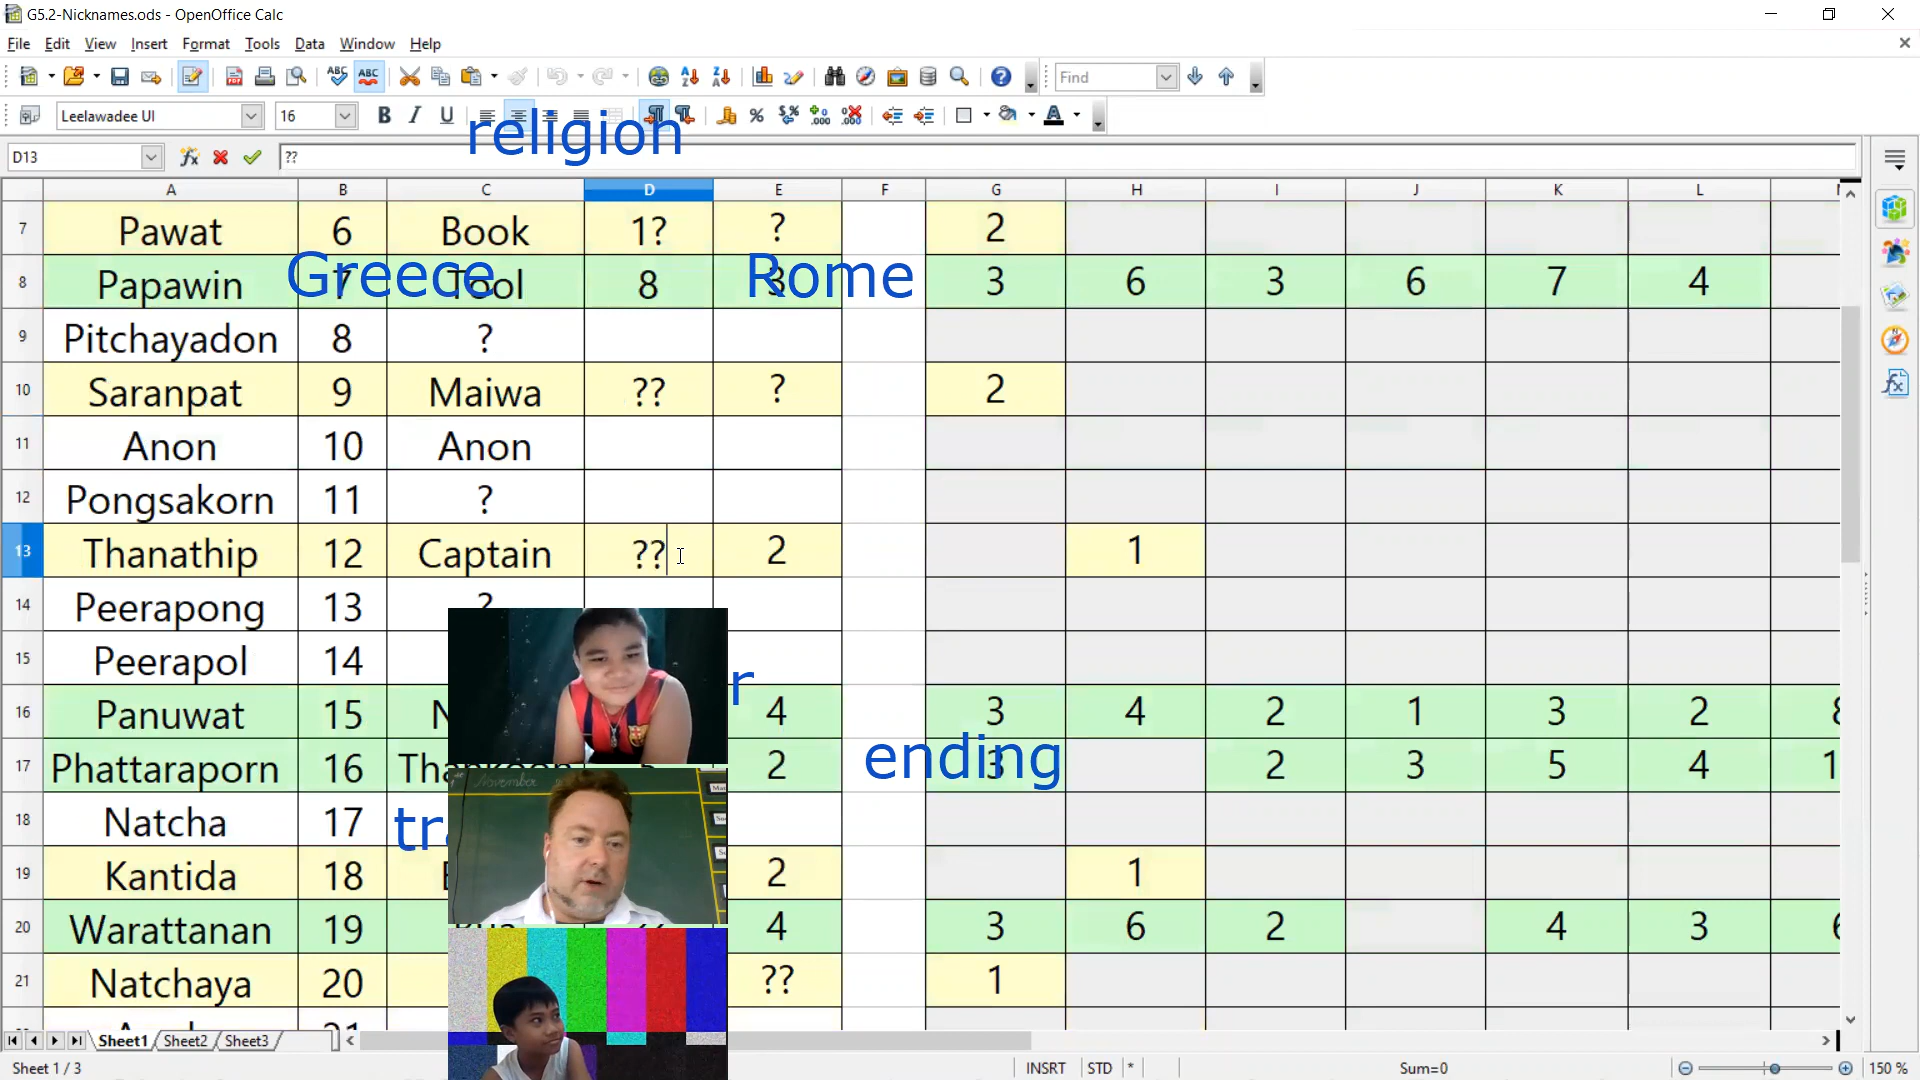 G5.2-Nicknames.ods - OpenOffice Calc
File Edit View Insert Format Tools Data Window Help
Find
Leelawadee UI 16
religion
D13 ??
A B C D E F G H I J K L
7 Pawat 6 Book 1? ? 2
8 Papawin 7 Tool 8 3 3 6 3 6 7 4
Greece Rome
9 Pitchayadon 8 ?
10 Saranpat 9 Maiwa ?? ? 2
11 Anon 10 Anon
12 Pongsakorn 11 ?
13 Thanathip 12 Captain ?? 2 1
14 Peerapong 13 ?
15 Peerapol 14
16 Panuwat 15 4 3 4 2 1 3 2
17 Phattaraporn 16 2 3 2 3 5 4
ending
18 Natcha 17
19 Kantida 18 2 1
20 Warattanan 19 4 3 6 2 4 3
21 Natchaya 20 ?? 1
Sheet1 Sheet2 Sheet3
Sheet 1 / 3 INSRT STD * Sum=0 150 %